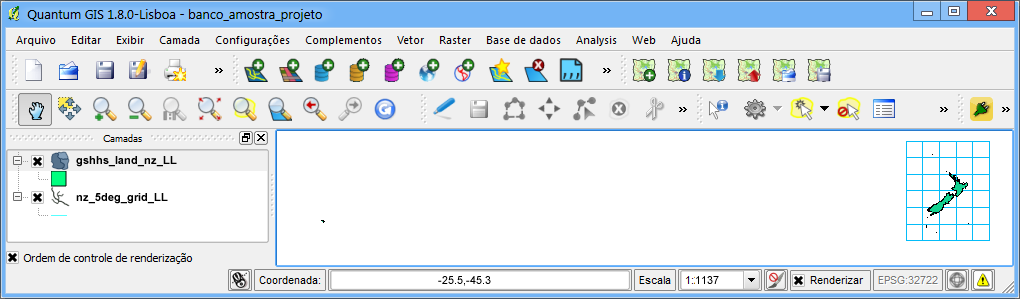 Quantum GIS 1.8.0-Lisboa - banco_amostra_projeto
Arquivo Editar Exibir Camada Configurações Complementos Vetor Raster Base de dados Analysis Web Ajuda
Camadas
gshhs_land_nz_LL
nz_5deg_grid_LL
Ordem de controle de renderização
Coordenada: -25.5,-45.3 Escala 1::1137 Renderizar EPSG:32722